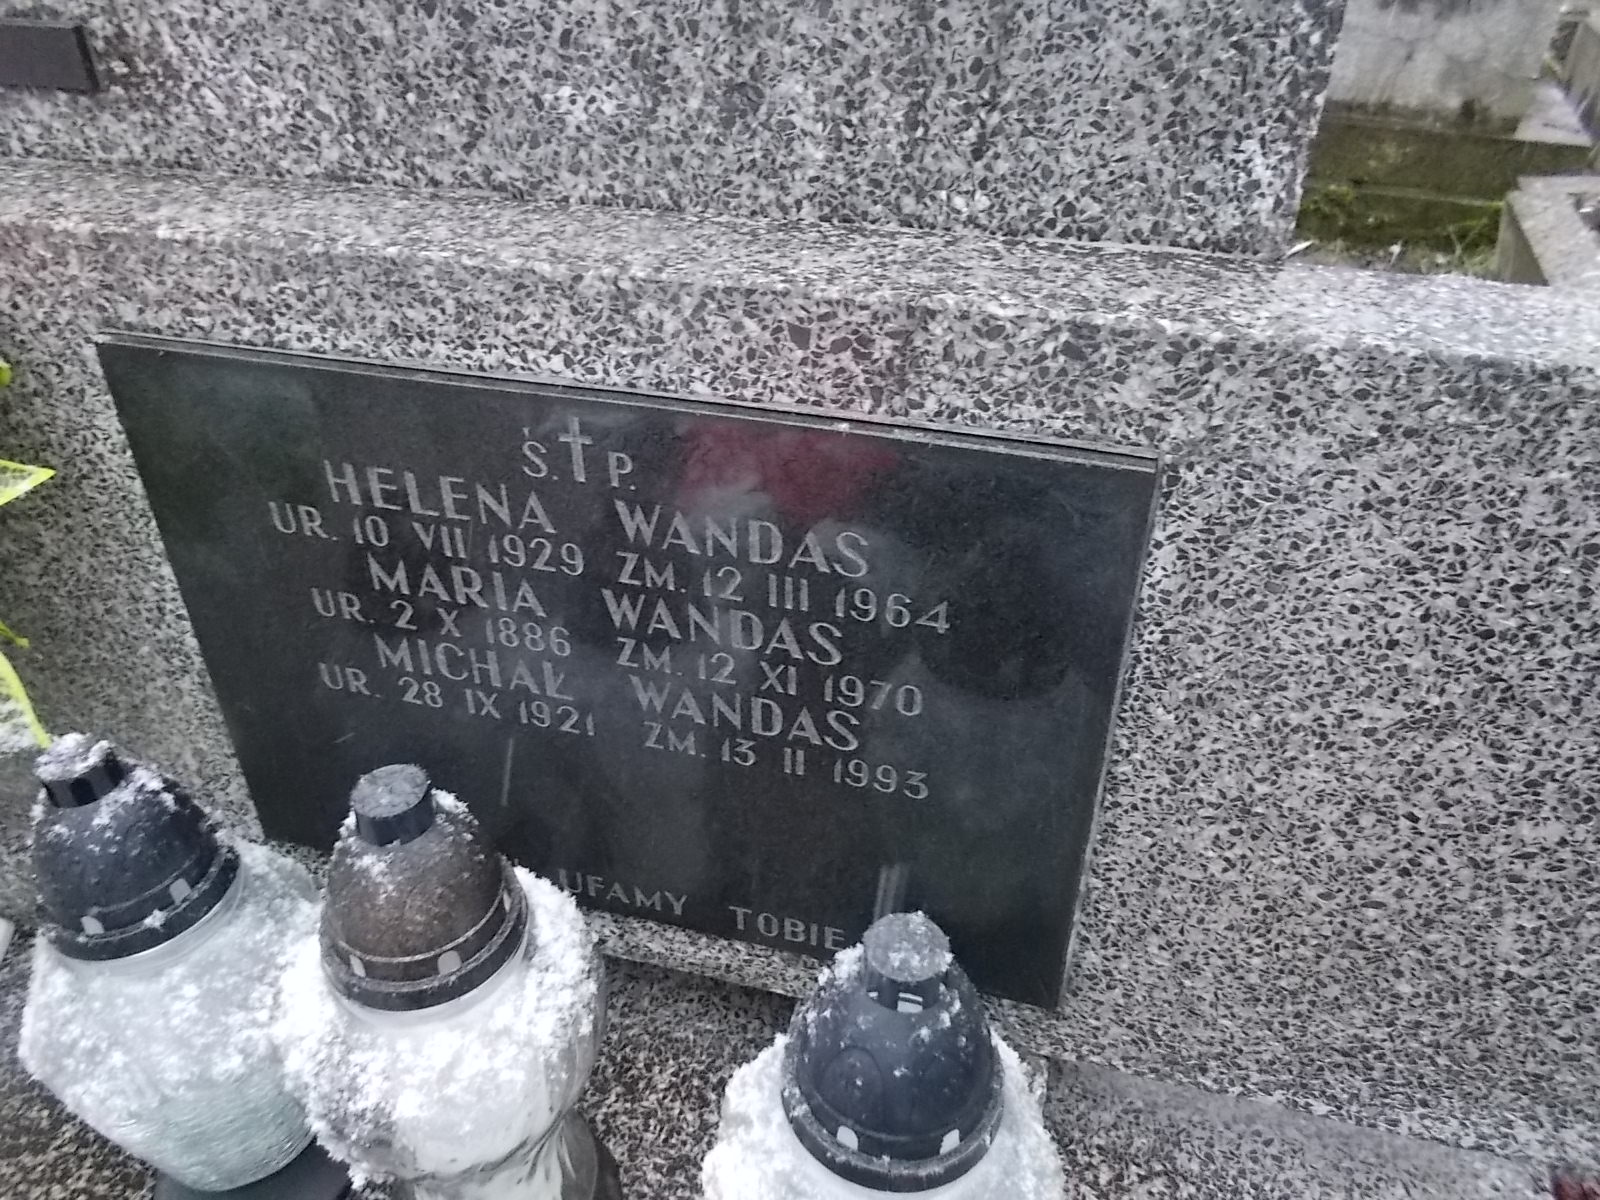 Ś.†P.
HELENA WANDAS
UR. 10 VII 1929 ZM. 12 III 1964
MARIA WANDAS
UR. 2 X 1886 ZM. 12 XI 1970
MICHAŁ WANDAS
UR. 28 IX 1921 ZM. 13 II 1993
UFAMY TOBIE